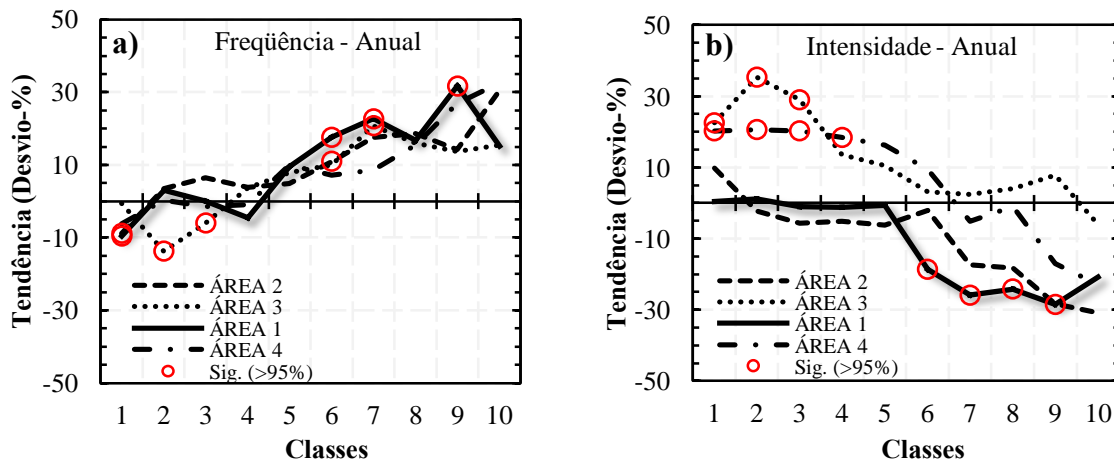 a)
Freqüência - Anual
Tendência (Desvio-%)
50
30
10
-10
-30
-50
ÁREA 2
ÁREA 3
ÁREA 1
ÁREA 4
Sig. (>95%)
1 2 3 4 5 6 7 8 9 10
Classes
b)
Intensidade - Anual
Tendência (Desvio-%)
50
30
10
-10
-30
-50
ÁREA 2
ÁREA 3
ÁREA 1
ÁREA 4
Sig. (>95%)
1 2 3 4 5 6 7 8 9 10
Classes